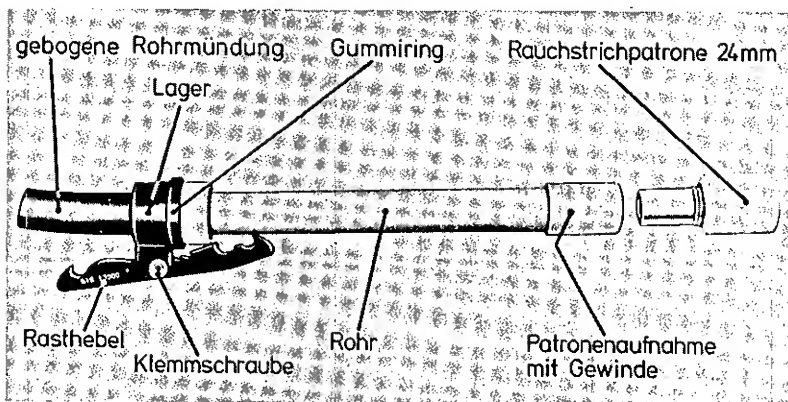 gebogene Rohrmündung
Gummiring
Rauchstrichpatrone 24mm
Lager
Rasthebel
Klemmschraube
Rohr
Patronenaufnahme
mit Gewinde